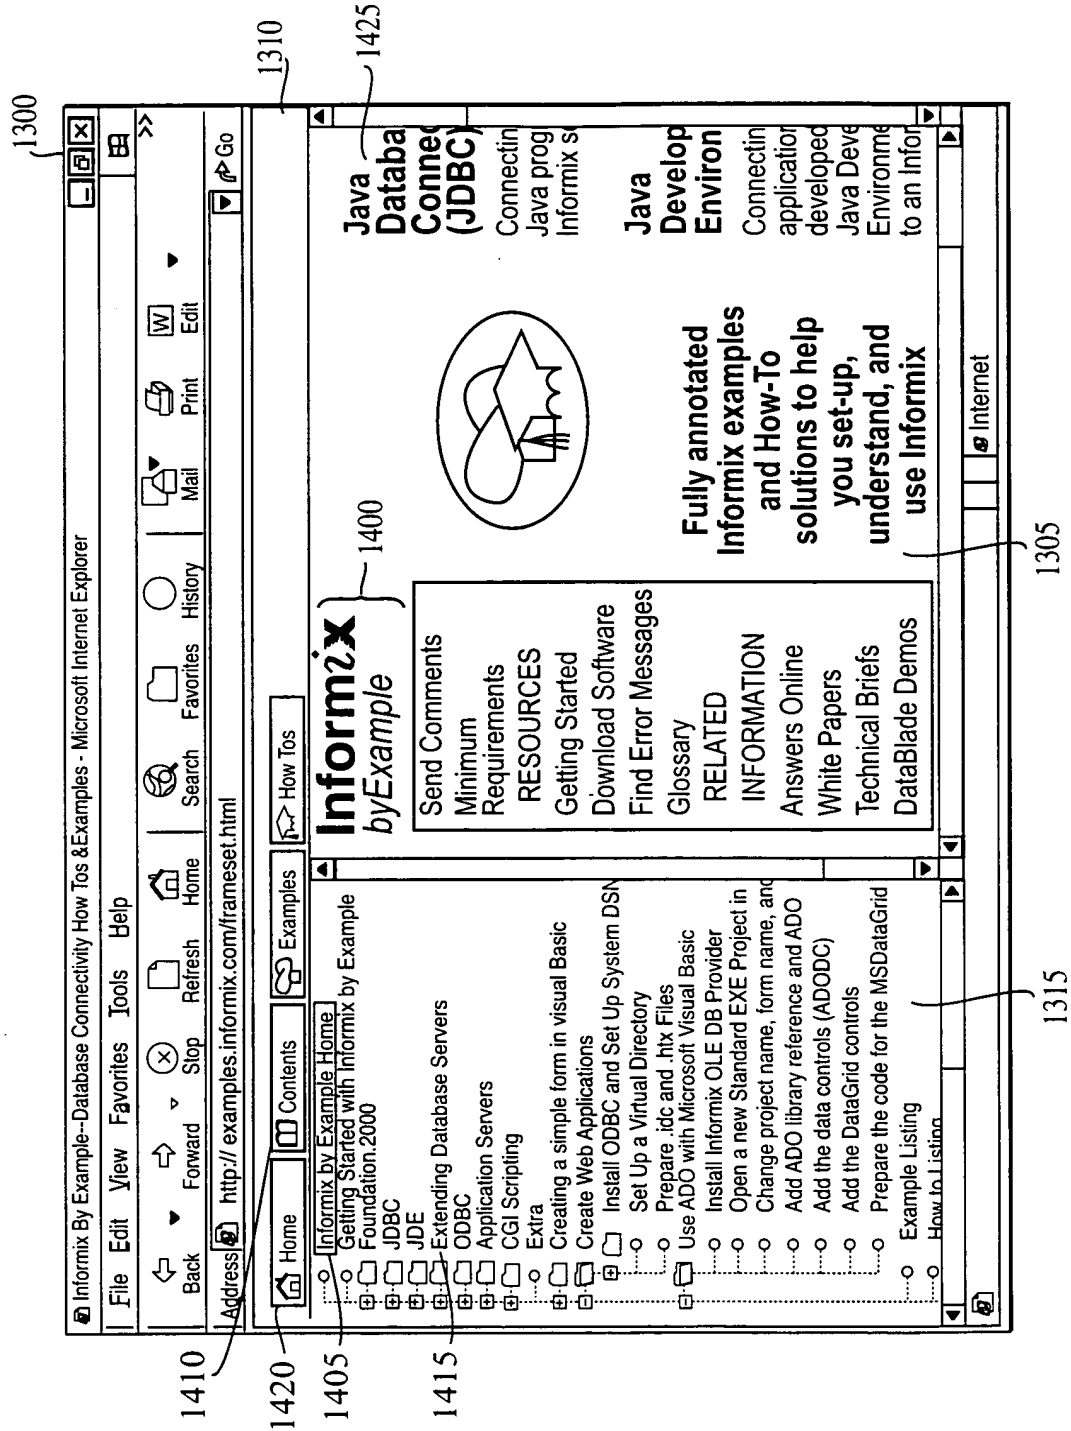 1300
Informix By Example--Database Connectivity How Tos &Examples - Microsoft Internet Explorer
File Edit View Favorites Tools Help
Back Forward Stop Refresh Home Search Favorites History Mail Print Edit >>
Address http:// examples.informix.com/frameset.html Go
1410
1420
Home Contents Examples How Tos
1310
1405
Informix by Example Home
Getting Started with Informix by Example
Foundation.2000
JDBC
JDE
1415
Extending Database Servers
ODBC
Application Servers
CGI Scripting
Extra
Creating a simple form in visual Basic
Create Web Applications
Install ODBC and Set Up System DSN
Set Up a Virtual Directory
Prepare .idc and .htx Files
Use ADO with Microsoft Visual Basic
Install Informix OLE DB Provider
Open a new Standard EXE Project in
Change project name, form name, and
Add ADO library reference and ADO
Add the data controls (ADODC)
Add the DataGrid controls
Prepare the code for the MSDataGrid
Example Listing
How to Listing
1315
Informix
byExample
1400
Send Comments
Minimum
Requirements
RESOURCES
Getting Started
Download Software
Find Error Messages
Glossary
RELATED
INFORMATION
Answers Online
White Papers
Technical Briefs
DataBlade Demos
Fully annotated
Informix examples
and How-To
solutions to help
you set-up,
understand, and
use Informix
1305
1425
Java
Databa
Connec
(JDBC)
Connectin
Java prog
Informix se
Java
Develop
Environ
Connectin
application
developed
Java Deve
Environme
to an Infor
Internet